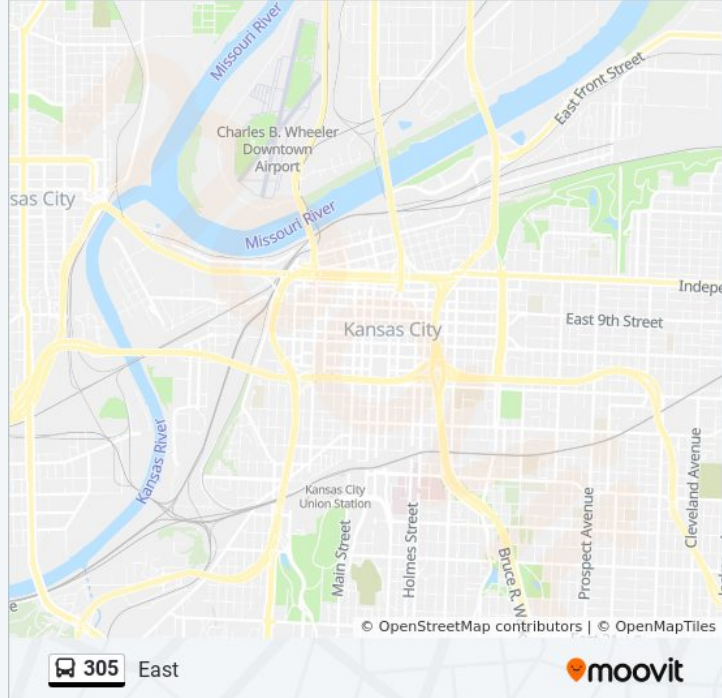 Missouri River
East Front Street
Charles B. Wheeler
Downtown
Airport
sas City
Missouri River
Indepe
East 9th Street
Kansas City
Kansas River
Kansas City
Union Station
Main Street
Holmes Street
Bruce R. W
Prospect Avenue
Cleveland Avenue
e
© OpenStreetMap contributors | © OpenMapTiles
305 East
moovit